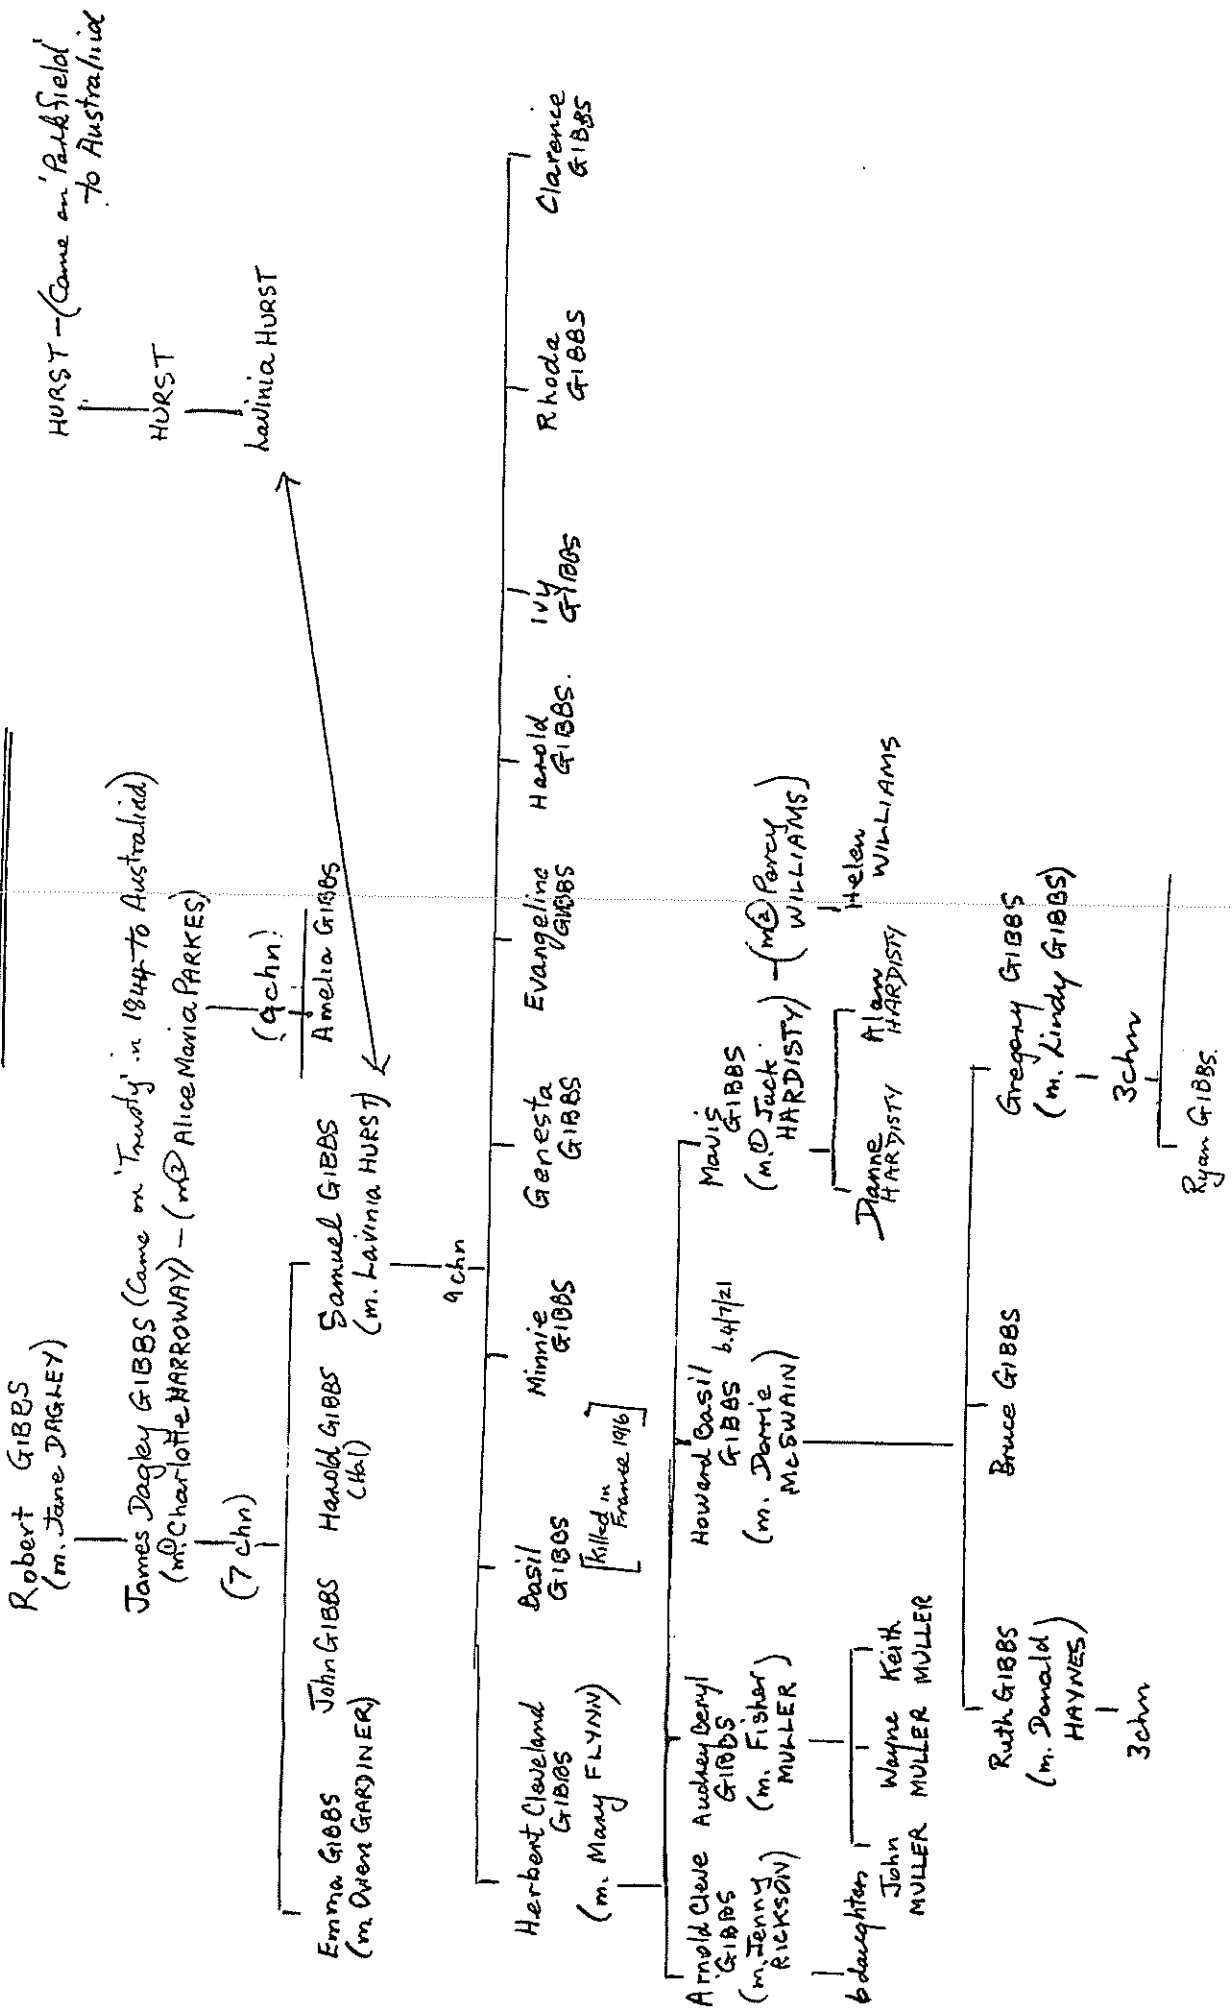 Robert GIBBS
(m. Jane DAGLEY)
HURST - (Came on 'Parkfield'
to Australind
James Dagley GIBBS (Came on 'Trusty' in 1844 to Australind)
(m① Charlotte HARROWAY) - (m② Alice Maria PARKES)
HURST
(7 chn)
(9 chn)
Lavinia HURST
Emma GIBBS
(m Owen GARDINER)
John GIBBS
Harold GIBBS
(Hal)
Samuel GIBBS
(m. Lavinia HURST)
Amelia GIBBS
9 chn
Herbert Cleveland
GIBBS
(m. Mary FLYNN)
Basil
GIBBS
[Killed in
France 1916]
Minnie
GIBBS
Genesta
GIBBS
Evangeline
GIBBS
Harold
GIBBS.
Ivy
GIBBS
Rhoda
GIBBS
Clarence
GIBBS
Arnold Cleve
GIBBS
(m. Jenny
RICKSON)
Audrey Beryl
GIBBS
(m. Fisher
MULLER)
Howard Basil
GIBBS b.4/7/21
(m. Dorrie
McSWAIN)
Mavis
GIBBS
(m.① Jack
HARDISTY) - (m② Percy
WILLIAMS)
6 daughters
John
MULLER
Wayne
MULLER
Keith
MULLER
Dianne
HARDISTY
Alan
HARDISTY
Helen
WILLIAMS
Ruth GIBBS
(m. Donald
HAYNES)
3 chn
Bruce GIBBS
Gregory GIBBS
(m. Lindy GIBBS)
3 chn
Ryan GIBBS.